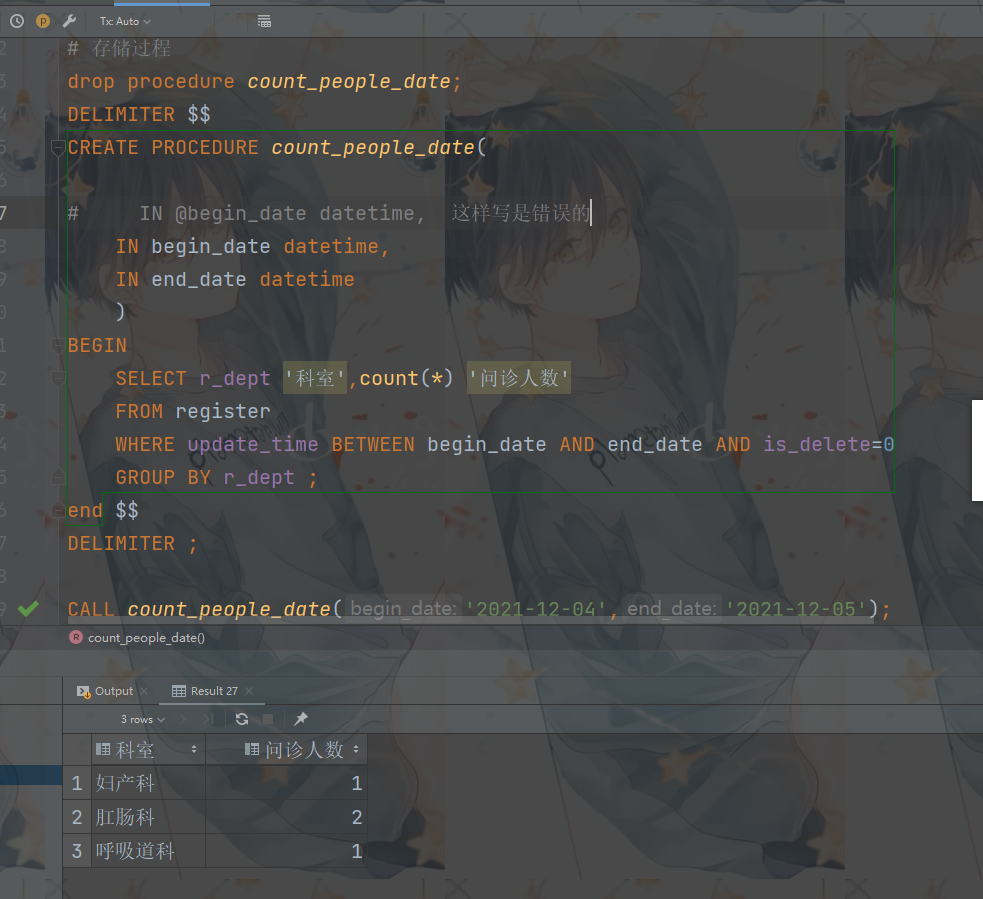 Tx: Auto
# 存储过程
drop procedure count_people_date;
DELIMITER $$
CREATE PROCEDURE count_people_date(
#     IN @begin_date datetime,  这样写是错误的
    IN begin_date datetime,
    IN end_date datetime
    )
BEGIN
    SELECT r_dept '科室',count(*) '问诊人数'
    FROM register
    WHERE update_time BETWEEN begin_date AND end_date AND is_delete=0
    GROUP BY r_dept ;
end $$
DELIMITER ;
CALL count_people_date( begin_date: '2021-12-04', end_date: '2021-12-05');
R count_people_date()
Output × Result 27 ×
3 rows
科室 问诊人数
1 妇产科 1
2 肛肠科 2
3 呼吸道科 1